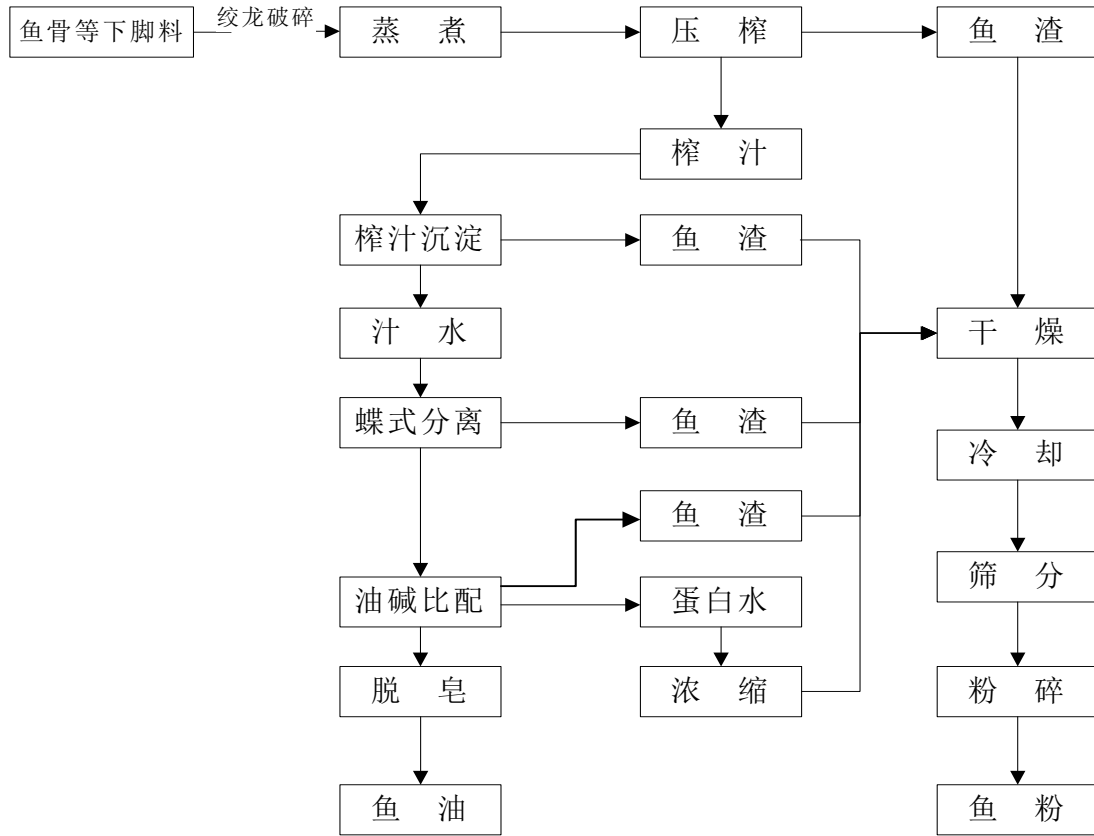 鱼骨等下脚料
绞龙破碎
蒸 煮
压 榨
鱼 渣
榨 汁
榨汁沉淀
鱼 渣
汁 水
干 燥
蝶式分离
鱼 渣
冷 却
鱼 渣
筛 分
油碱比配
蛋白水
脱 皂
浓 缩
粉 碎
鱼 油
鱼 粉